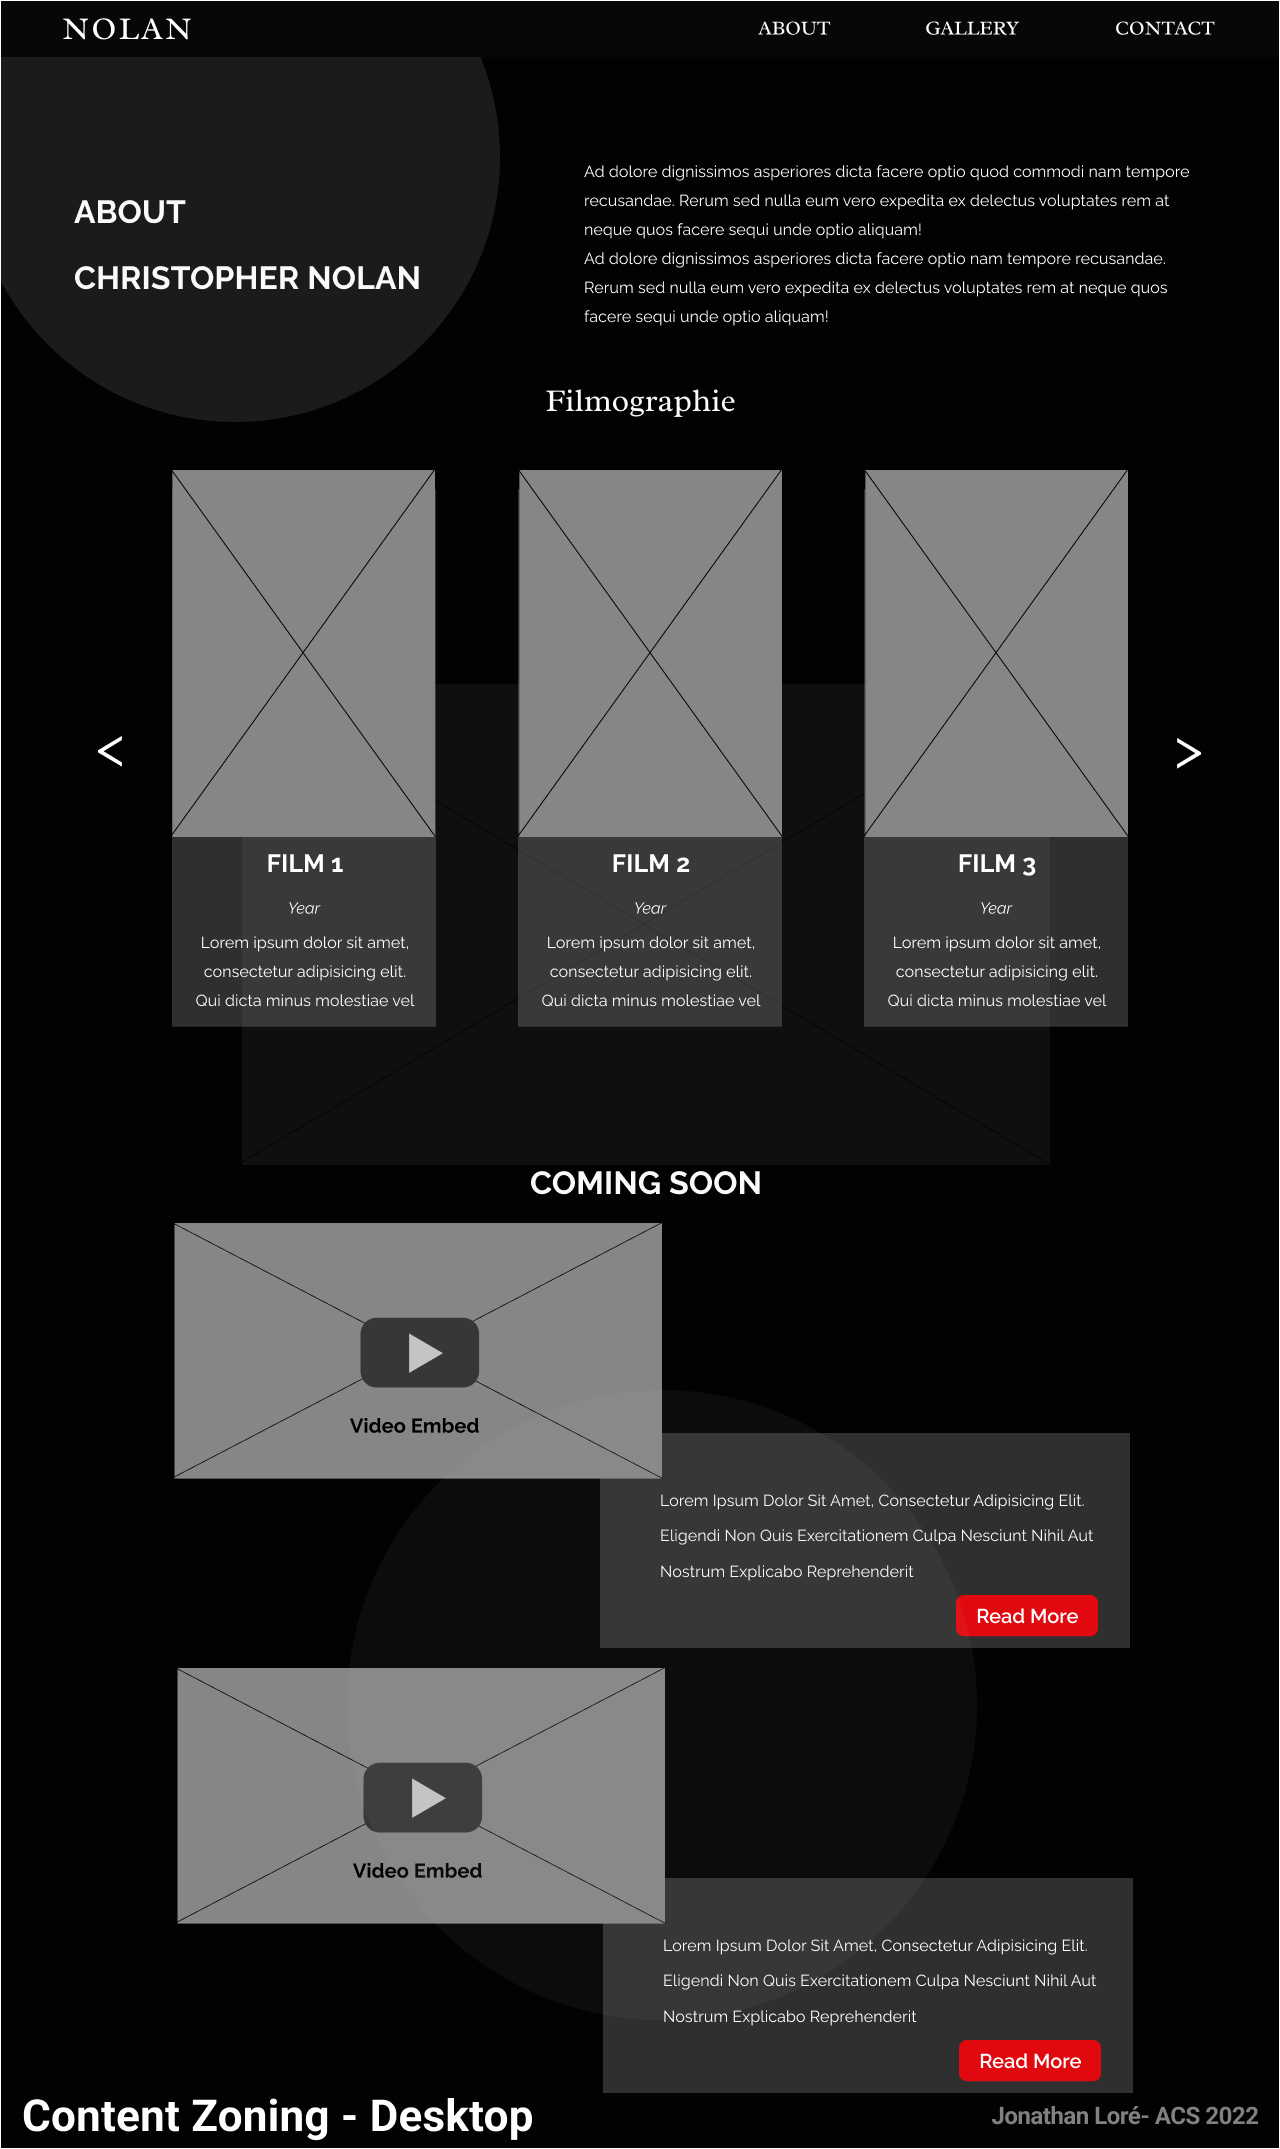 NOLAN
ABOUT
GALLERY
CONTACT
ABOUT
CHRISTOPHER NOLAN
Ad dolore dignissimos asperiores dicta facere optio quod commodi nam tempore
recusandae. Rerum sed nulla eum vero expedita ex delectus voluptates rem at
neque quos facere sequi unde optio aliquam!
Ad dolore dignissimos asperiores dicta facere optio nam tempore recusandae.
Rerum sed nulla eum vero expedita ex delectus voluptates rem at neque quos
facere sequi unde optio aliquam!
Filmographie
<
>
FILM 1
Year
Lorem ipsum dolor sit amet,
consectetur adipisicing elit.
Qui dicta minus molestiae vel
FILM 2
Year
Lorem ipsum dolor sit amet,
consectetur adipisicing elit.
Qui dicta minus molestiae vel
FILM 3
Year
Lorem ipsum dolor sit amet,
consectetur adipisicing elit.
Qui dicta minus molestiae vel
COMING SOON
Video Embed
Lorem Ipsum Dolor Sit Amet, Consectetur Adipisicing Elit.
Eligendi Non Quis Exercitationem Culpa Nesciunt Nihil Aut
Nostrum Explicabo Reprehenderit
Read More
Video Embed
Lorem Ipsum Dolor Sit Amet, Consectetur Adipisicing Elit.
Eligendi Non Quis Exercitationem Culpa Nesciunt Nihil Aut
Nostrum Explicabo Reprehenderit
Read More
Content Zoning - Desktop
Jonathan Loré- ACS 2022